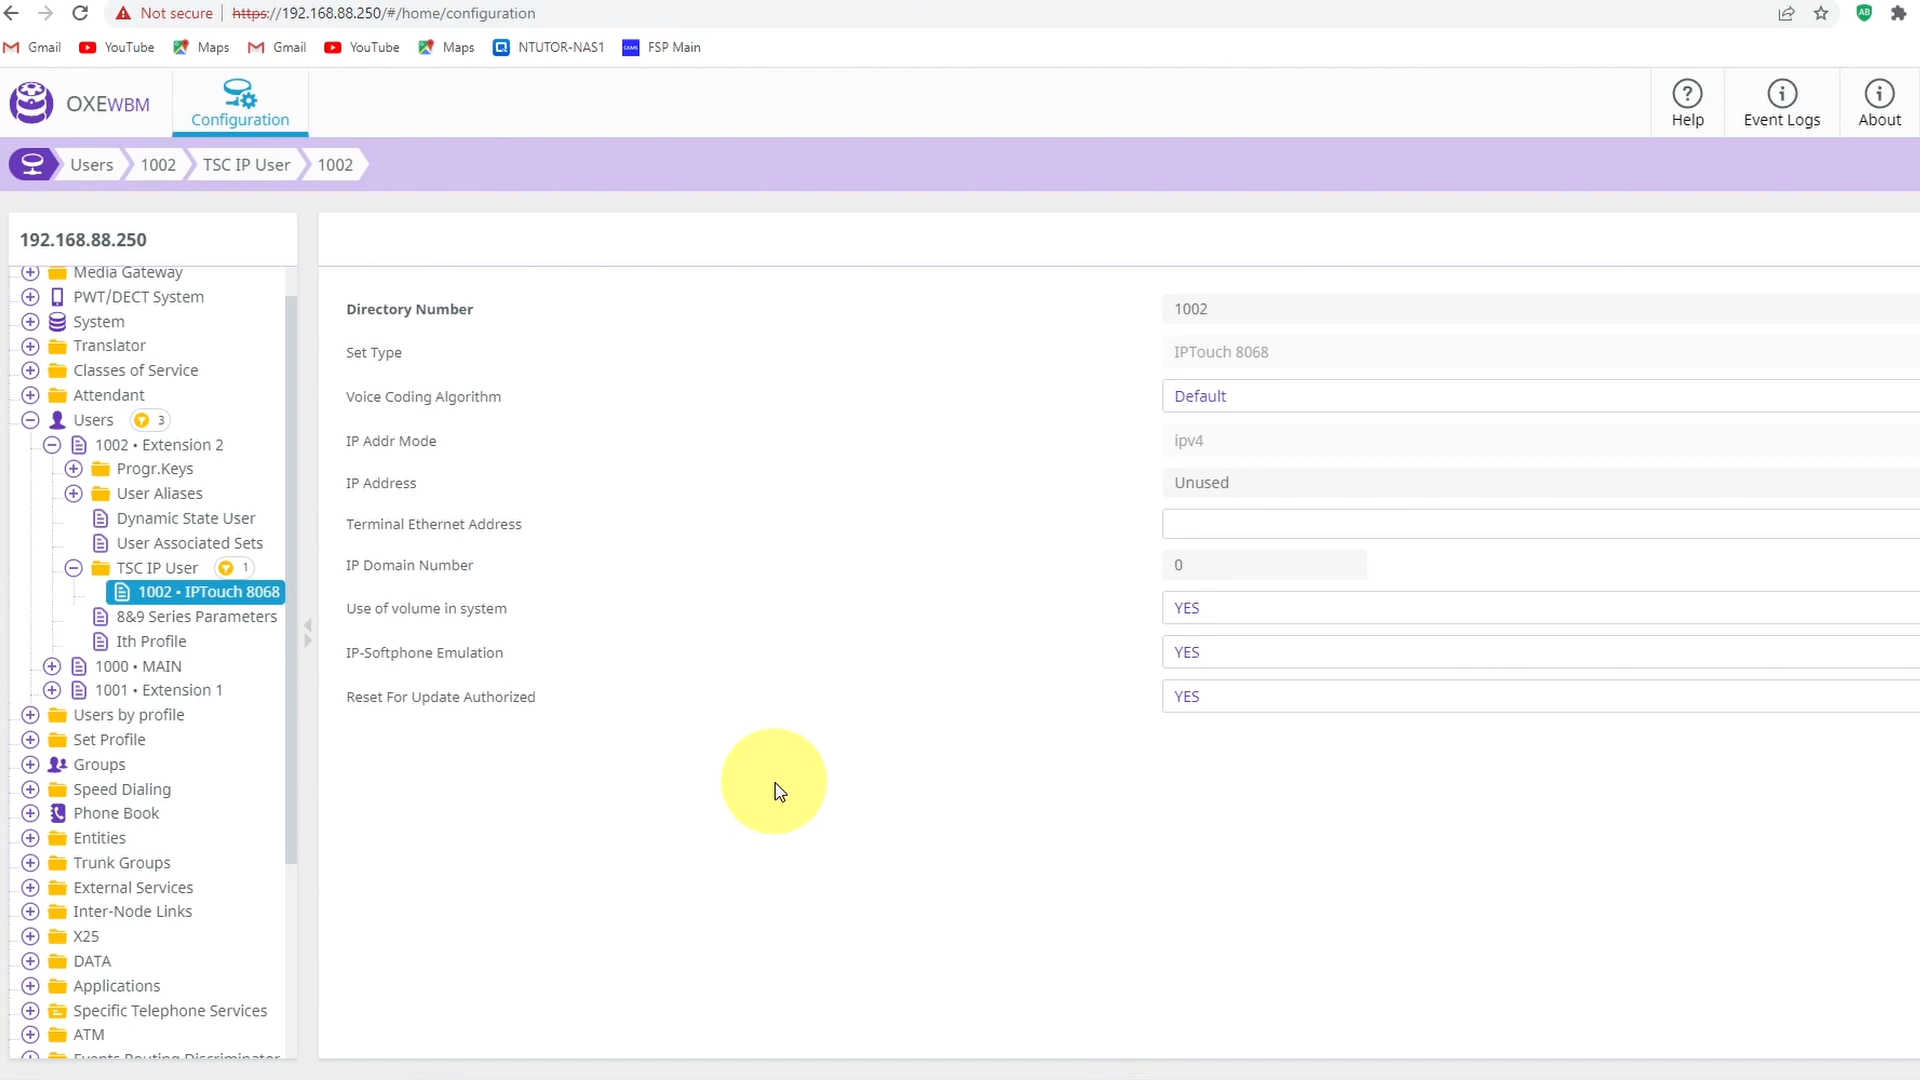 Not secure https://192.168.88.250/#/home/configuration
Gmail YouTube Maps Gmail YouTube Maps NTUTOR-NAS1 CAMS FSP Main
AB
OXEWBM
Configuration
Help
Event Logs
About
Users 1002 TSC IP User 1002
192.168.88.250
Media Gateway
PWT/DECT System
System
Translator
Classes of Service
Attendant
Users 3
1002 • Extension 2
Progr.Keys
User Aliases
Dynamic State User
User Associated Sets
TSC IP User 1
1002 • IPTouch 8068
8&9 Series Parameters
Ith Profile
1000 • MAIN
1001 • Extension 1
Users by profile
Set Profile
Groups
Speed Dialing
Phone Book
Entities
Trunk Groups
External Services
Inter-Node Links
X25
DATA
Applications
Specific Telephone Services
ATM
Events Routing Discriminator
Directory Number 1002
Set Type IPTouch 8068
Voice Coding Algorithm Default
IP Addr Mode ipv4
IP Address Unused
Terminal Ethernet Address
IP Domain Number 0
Use of volume in system YES
IP-Softphone Emulation YES
Reset For Update Authorized YES